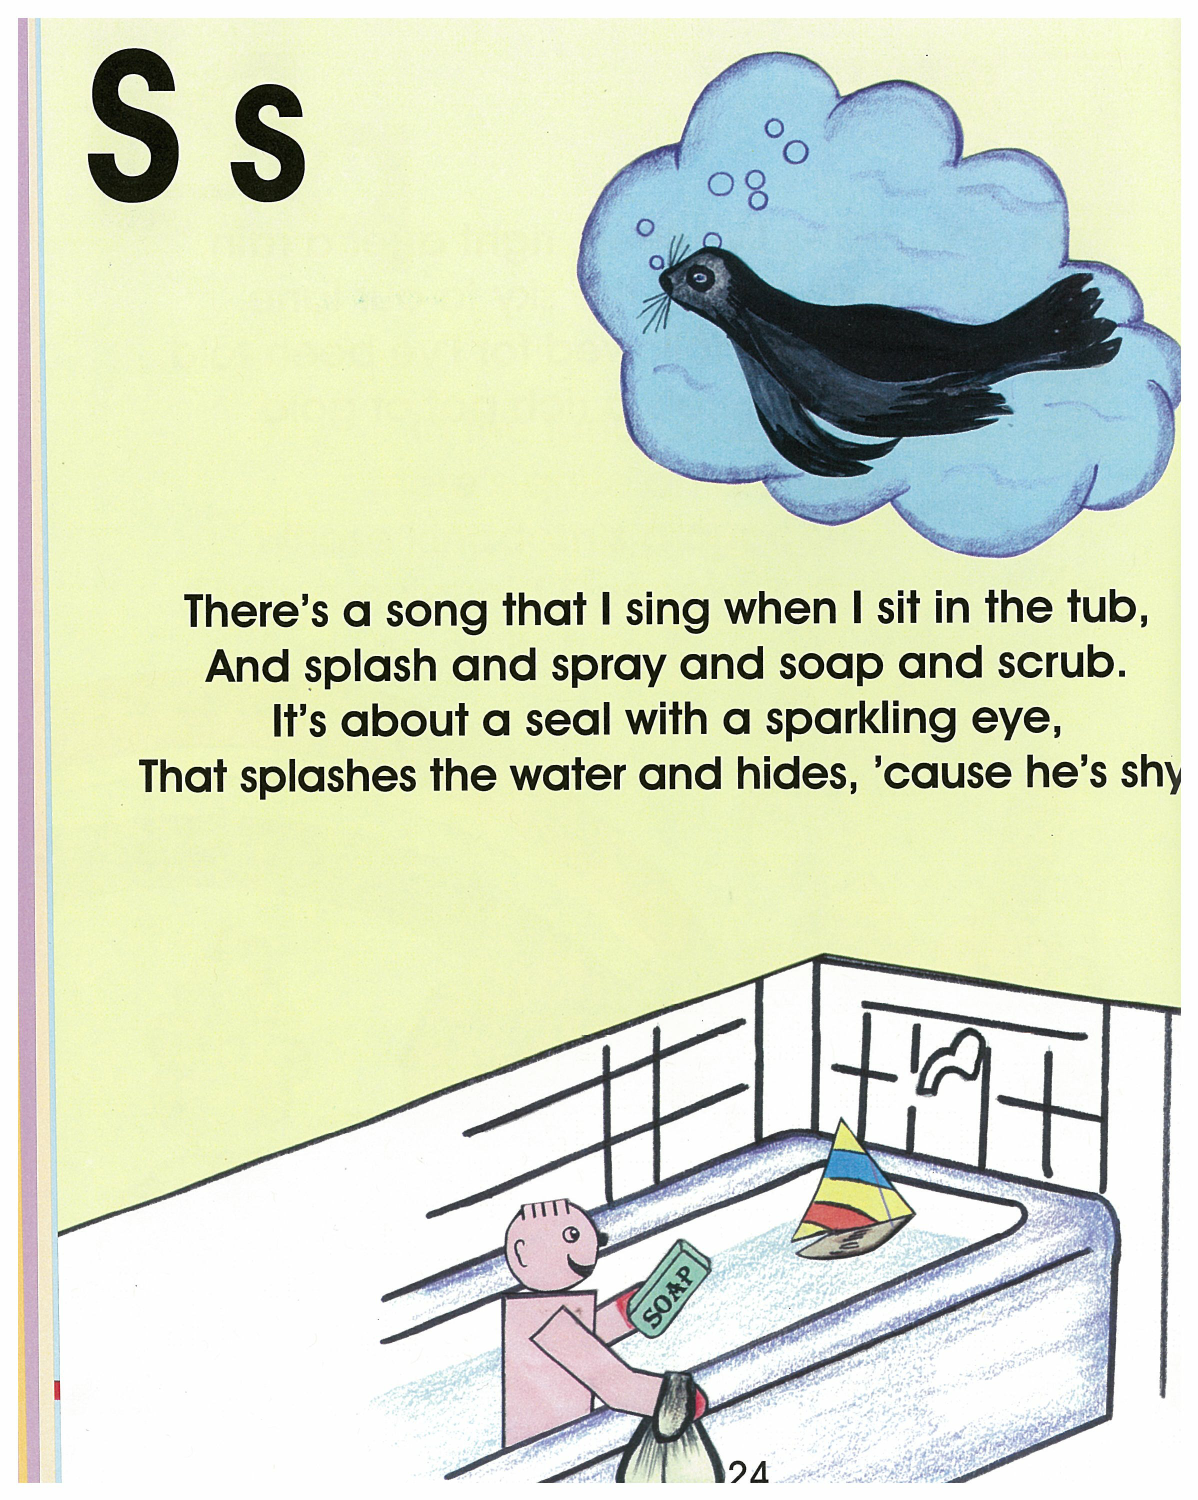 S s
There's a song that I sing when I sit in the tub,
And splash and spray and soap and scrub.
It's about a seal with a sparkling eye,
That splashes the water and hides, 'cause he's shy
SOAP
24